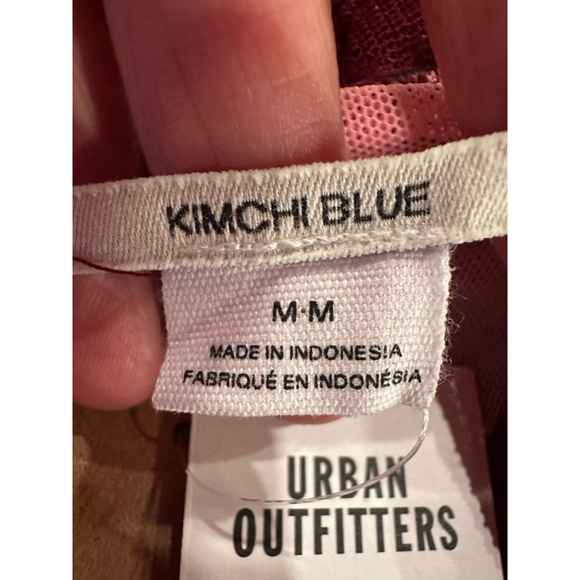 KIMCHI BLUE
M·M
MADE IN INDONESIA
FABRIQUÉ EN INDONÉSIA
URBAN
OUTFITTERS